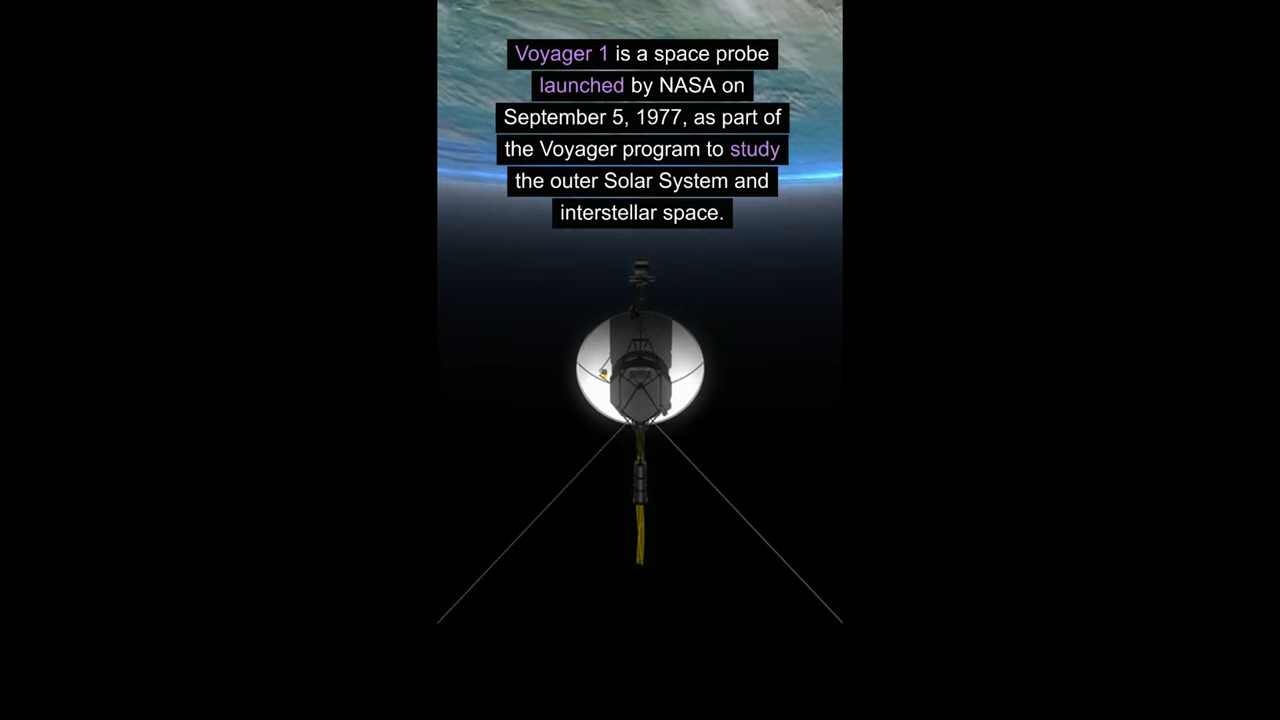 Voyager 1 is a space probe
launched by NASA on
September 5, 1977, as part of
the Voyager program to study
the outer Solar System and
interstellar space.